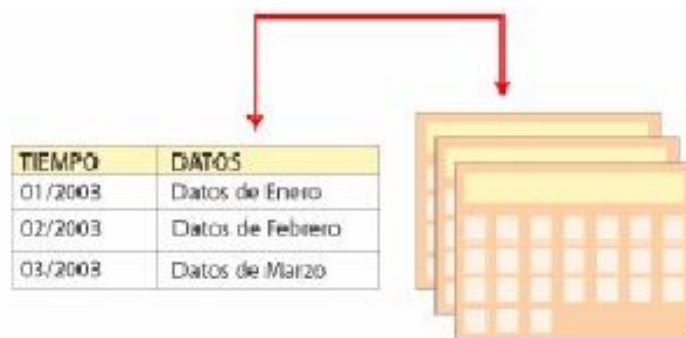 TIEMPO DATOS
01/2003 Datos de Enero
02/2003 Datos de Febrero
03/2003 Datos de Marzo